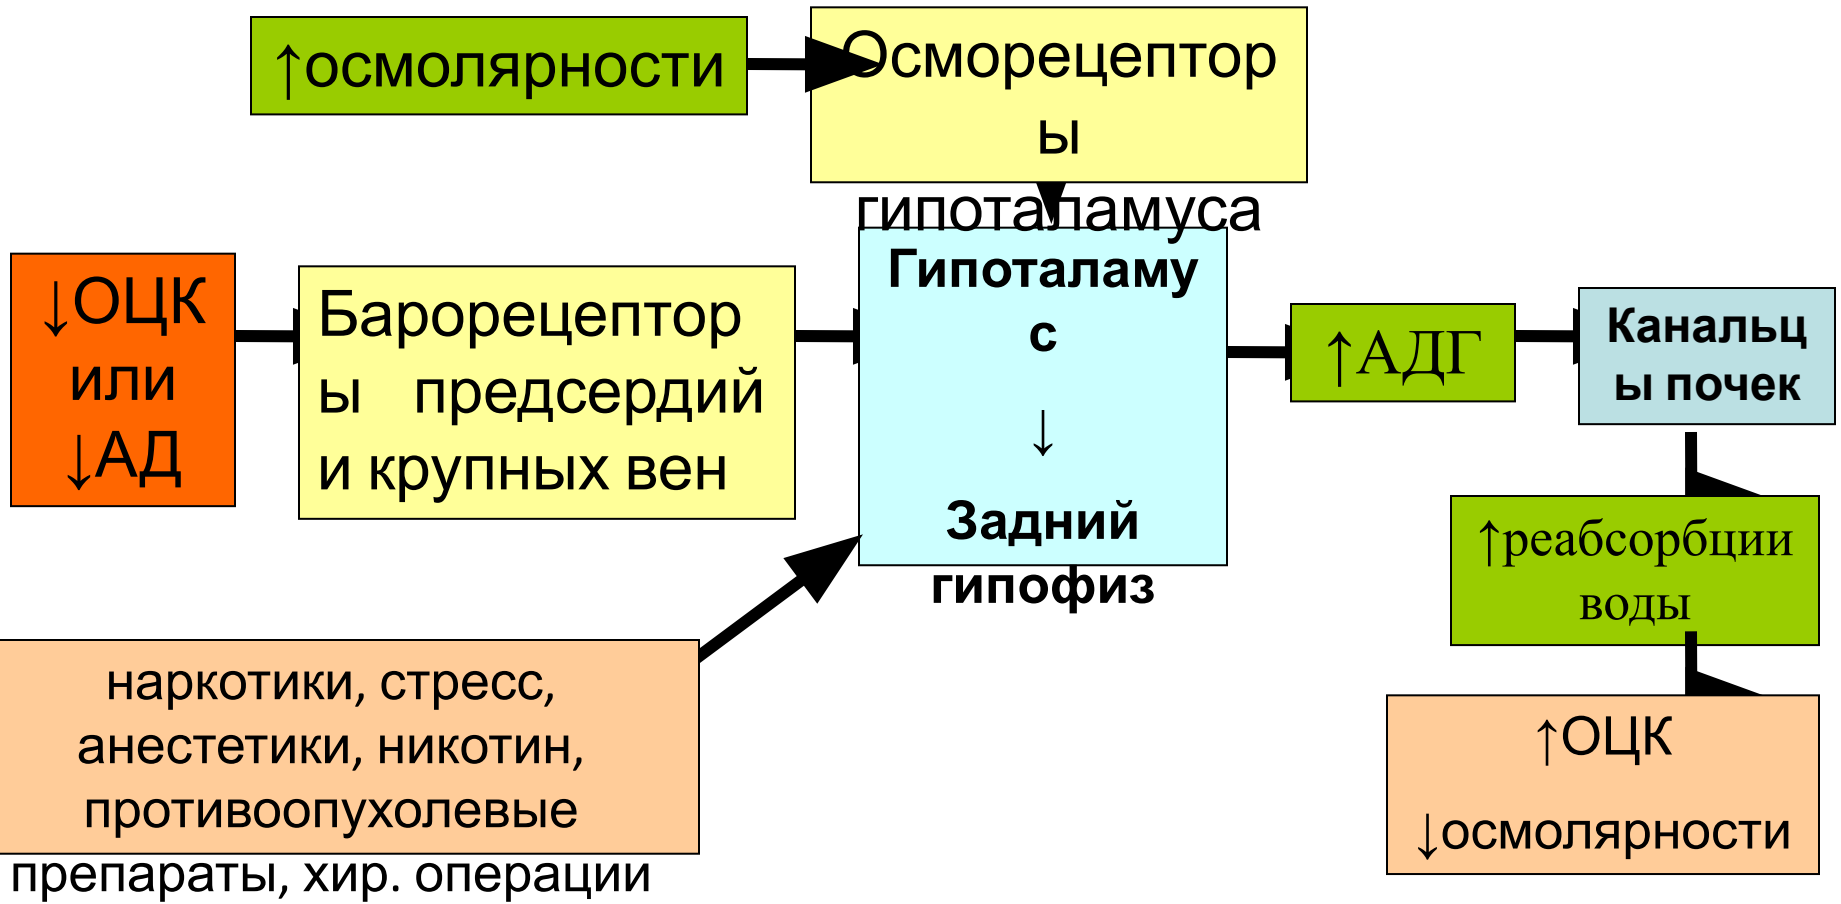 ↑осмолярности
Осморецептор
ы
гипоталамуса
↓ОЦК
или
↓АД
Барорецептор
ы предсердий
и крупных вен
Гипоталаму
с
↓
Задний
гипофиз
↑АДГ
Канальц
ы почек
↑реабсорбции
воды
↑ОЦК
↓осмолярности
наркотики, стресс,
анестетики, никотин,
противоопухолевые
препараты, хир. операции